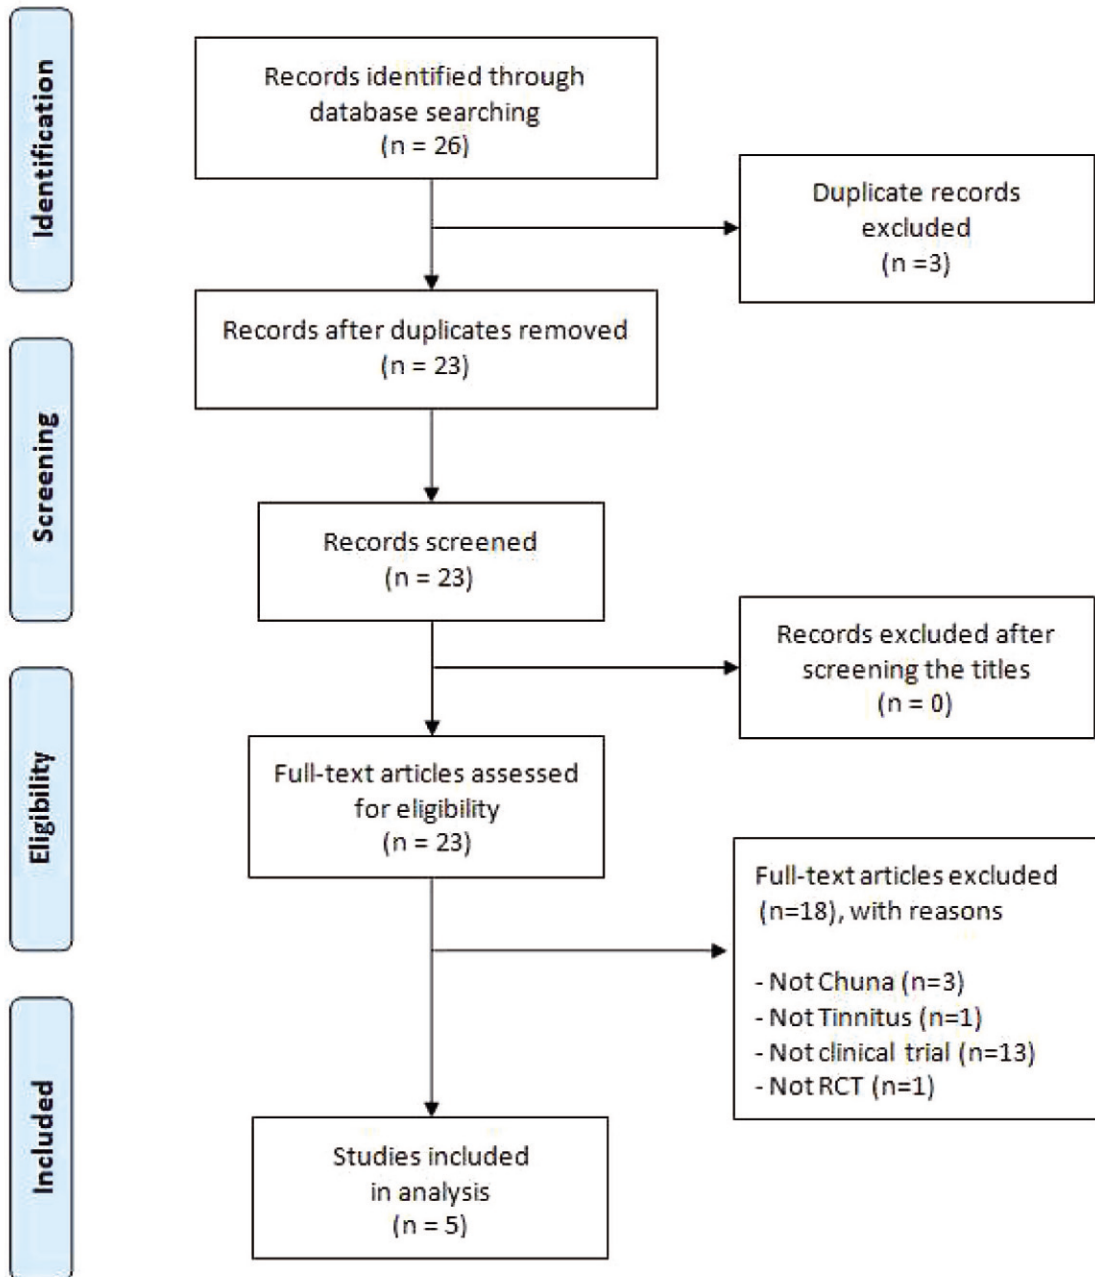 Identification
Records identified through
database searching
(n = 26)
Duplicate records
excluded
(n =3)
Records after duplicates removed
(n = 23)
Screening
Records screened
(n = 23)
Records excluded after
screening the titles
(n = 0)
Eligibility
Full-text articles assessed
for eligibility
(n = 23)
Full-text articles excluded
(n=18), with reasons
- Not Chuna (n=3)
- Not Tinnitus (n=1)
- Not clinical trial (n=13)
- Not RCT (n=1)
Included
Studies included
in analysis
(n = 5)